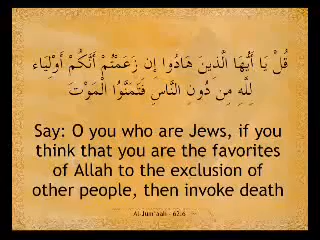 قُلْ يَا أَيُّهَا الَّذِينَ هَادُوا إِن زَعَمْتُمْ أَنَّكُمْ أَوْلِيَاء
لِلَّهِ مِن دُونِ النَّاسِ فَتَمَنَّوُا الْمَوْتَ
Say: O you who are Jews, if you
think that you are the favorites
of Allah to the exclusion of
other people, then invoke death
Al-Jum'aah - 62:6